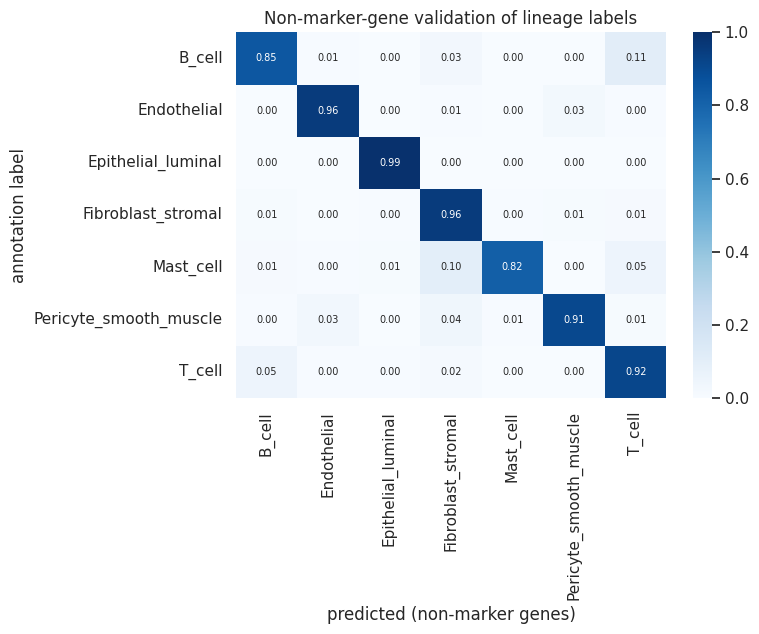 Non-marker-gene validation of lineage labels
annotation label
B_cell 0.85 0.01 0.00 0.03 0.00 0.00 0.11
Endothelial 0.00 0.96 0.00 0.01 0.00 0.03 0.00
Epithelial_luminal 0.00 0.00 0.99 0.00 0.00 0.00 0.00
Fibroblast_stromal 0.01 0.00 0.00 0.96 0.00 0.01 0.01
Mast_cell 0.01 0.00 0.01 0.10 0.82 0.00 0.05
Pericyte_smooth_muscle 0.00 0.03 0.00 0.04 0.01 0.91 0.01
T_cell 0.05 0.00 0.00 0.02 0.00 0.00 0.92
B_cell
Endothelial
Epithelial_luminal
Fibroblast_stromal
Mast_cell
Pericyte_smooth_muscle
T_cell
predicted (non-marker genes)
1.0
0.8
0.6
0.4
0.2
0.0